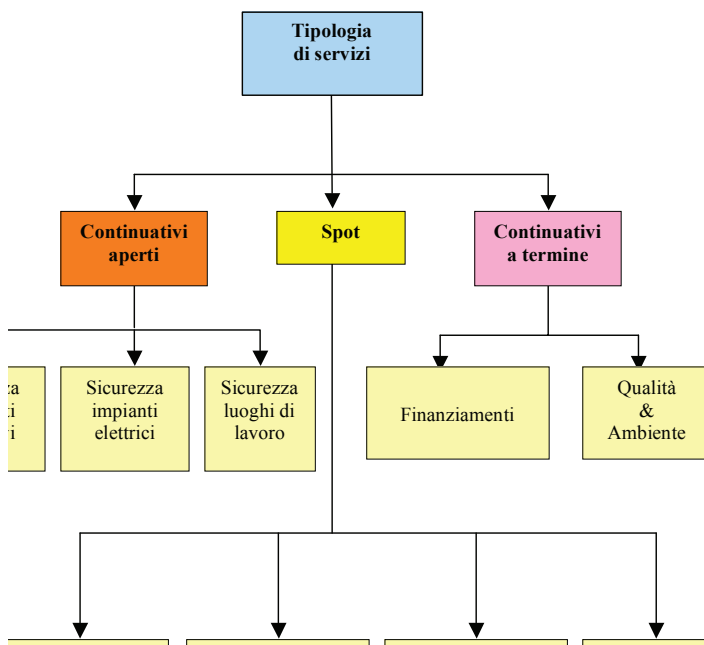 Tipologia
di servizi
Continuativi
aperti
Spot
Continuativi
a termine
Sicurezza
impianti
elettrici
Sicurezza
luoghi di
lavoro
Finanziamenti
Qualità
&
Ambiente